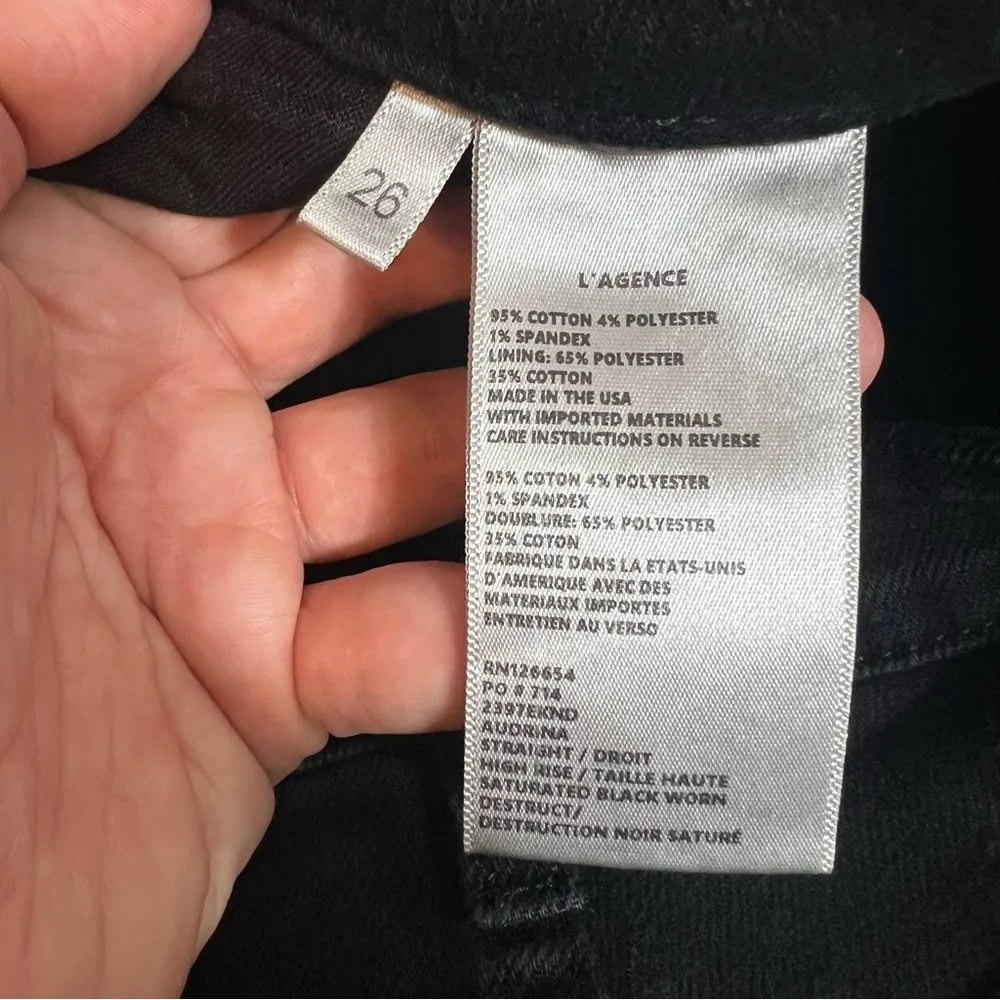 26
L'AGENCE
95% COTTON 4% POLYESTER
1% SPANDEX
LINING: 65% POLYESTER
35% COTTON
MADE IN THE USA
WITH IMPORTED MATERIALS
CARE INSTRUCTIONS ON REVERSE
95% COTON 4% POLYESTER
1% SPANDEX
DOUBLURE: 65% POLYESTER
35% COTON
FABRIQUE DANS LA ETATS-UNIS
D'AMERIQUE AVEC DES
MATERIAUX IMPORTES
ENTRETIEN AU VERSO
RN126654
PO # 714
2397EKND
AUDRINA
STRAIGHT / DROIT
HIGH RISE / TAILLE HAUTE
SATURATED BLACK WORN
DESTRUCT/
DESTRUCTION NOIR SATURÉ